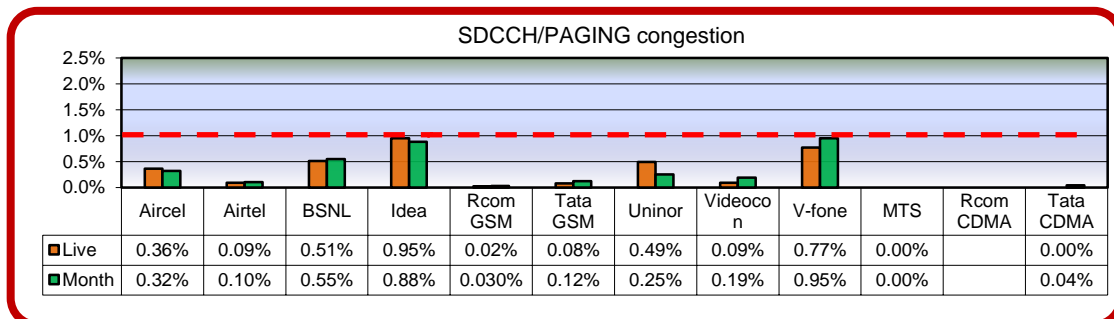 SDCCH/PAGING congestion
2.5%
2.0%
1.5%
1.0%
0.5%
0.0%
Aircel Airtel BSNL Idea Rcom GSM Tata GSM Uninor Videocon V-fone MTS Rcom CDMA Tata CDMA
Live 0.36% 0.09% 0.51% 0.95% 0.02% 0.08% 0.49% 0.09% 0.77% 0.00% 0.00%
Month 0.32% 0.10% 0.55% 0.88% 0.030% 0.12% 0.25% 0.19% 0.95% 0.00% 0.04%